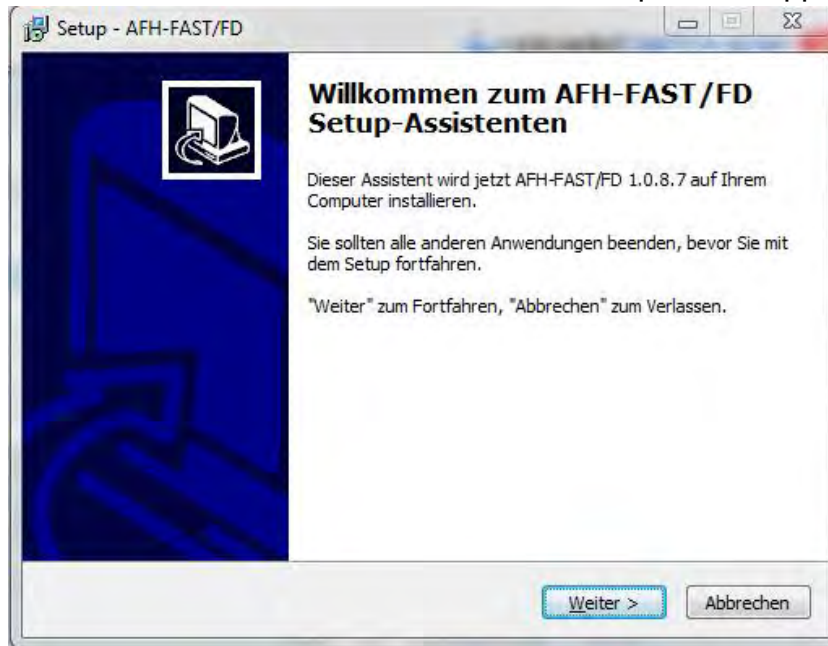 Setup - AFH-FAST/FD
Willkommen zum AFH-FAST/FD
Setup-Assistenten
Dieser Assistent wird jetzt AFH-FAST/FD 1.0.8.7 auf Ihrem
Computer installieren.
Sie sollten alle anderen Anwendungen beenden, bevor Sie mit
dem Setup fortfahren.
"Weiter" zum Fortfahren, "Abbrechen" zum Verlassen.
Weiter >
Abbrechen